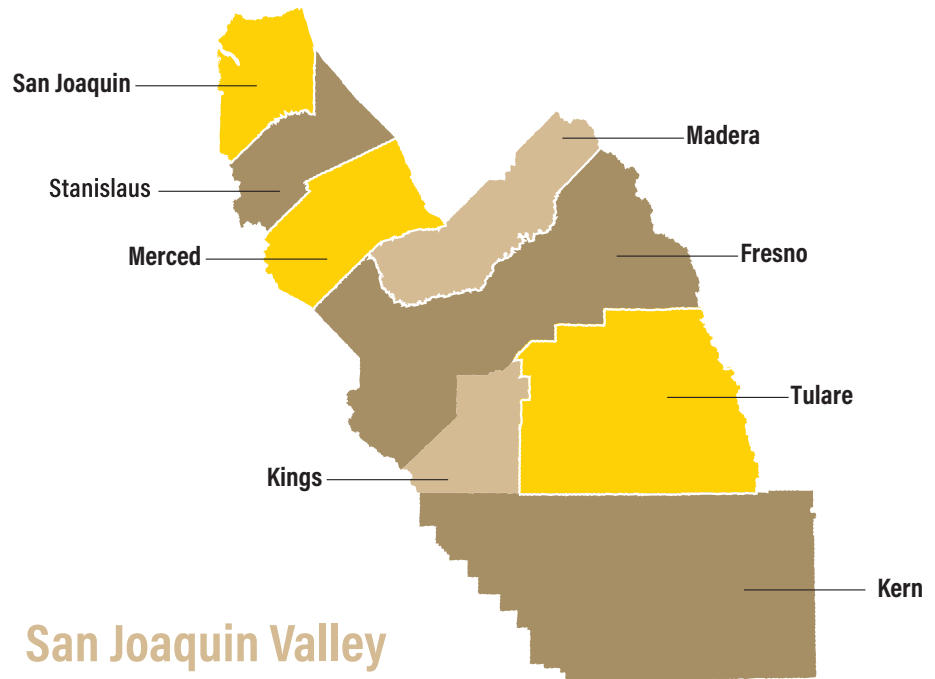 San Joaquin
Madera
Stanislaus
Merced
Fresno
Tulare
Kings
Kern
San Joaquin Valley